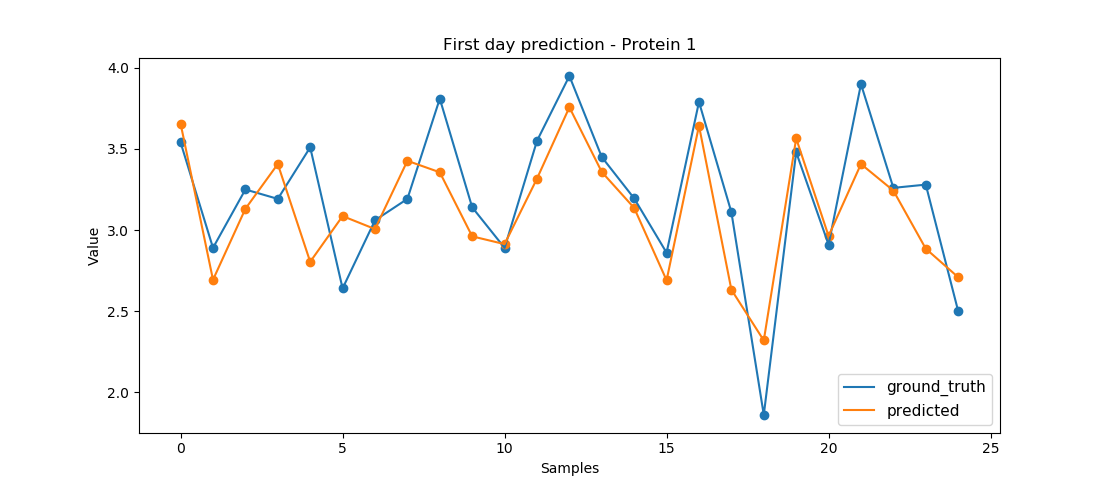 First day prediction - Protein 1
4.0
3.5
3.0
2.5
2.0
Value
0 5 10 15 20 25
Samples
ground_truth
predicted